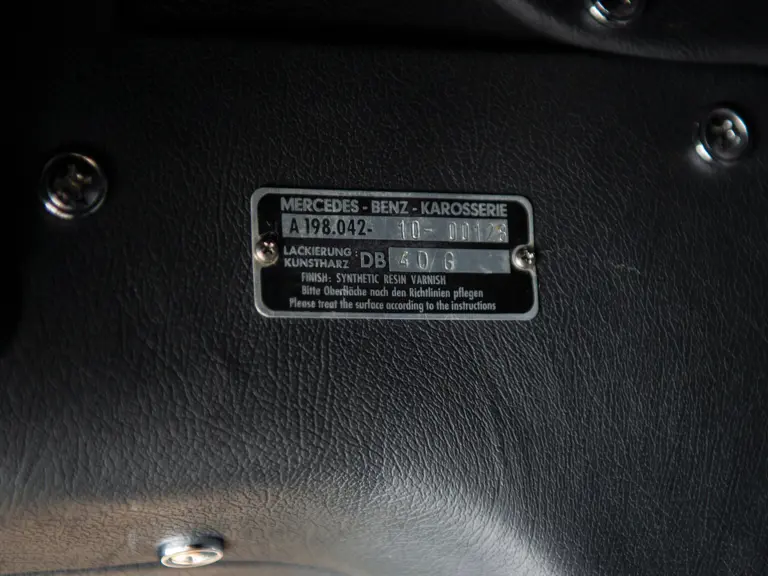 MERCEDES - BENZ - KAROSSERIE
A 198.042- 10- 00128
LACKIERUNG :
KUNSTHARZ DB 40/G
FINISH: SYNTHETIC RESIN VARNISH
Bitte Oberfläche nach den Richtlinien pflegen
Please treat the surface according to the instructions